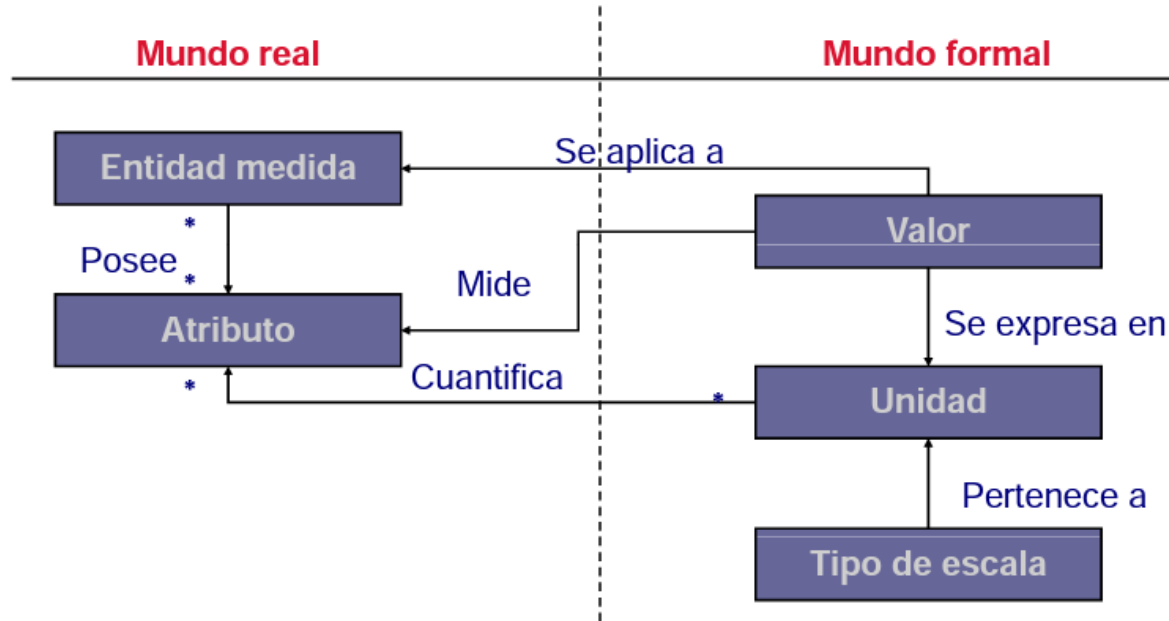 Mundo real
Mundo formal
Se aplica a
Entidad medida
Valor
*
Posee
*
Mide
Atributo
Se expresa en
*
Cuantifica
*
Unidad
Pertenece a
Tipo de escala